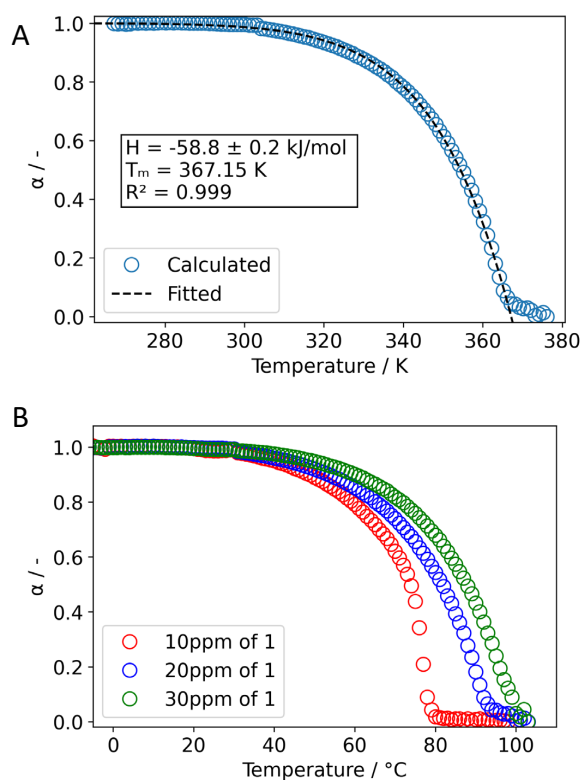 A
1.0
0.8
0.6
0.4
0.2
0.0
α / -
H = -58.8 ± 0.2 kJ/mol
Tₘ = 367.15 K
R² = 0.999
Calculated
Fitted
280 300 320 340 360 380
Temperature / K
B
1.0
0.8
0.6
0.4
0.2
0.0
α / -
10ppm of 1
20ppm of 1
30ppm of 1
0 20 40 60 80 100
Temperature / °C